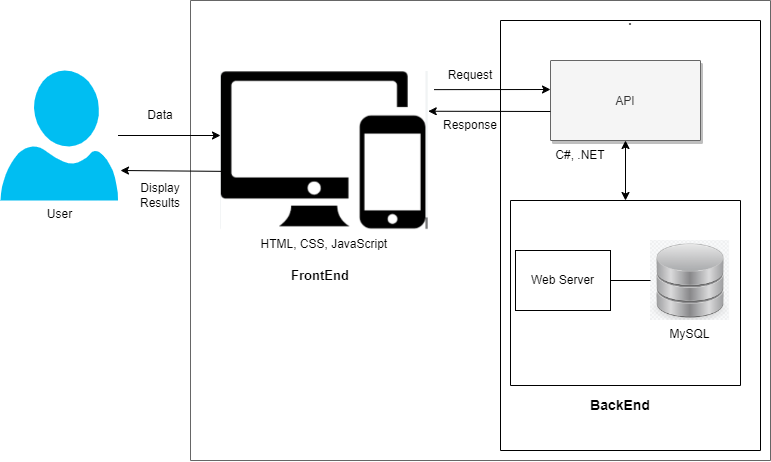 Data
Display
Results
User
HTML, CSS, JavaScript
FrontEnd
Request
Response
API
C#, .NET
Web Server
MySQL
BackEnd